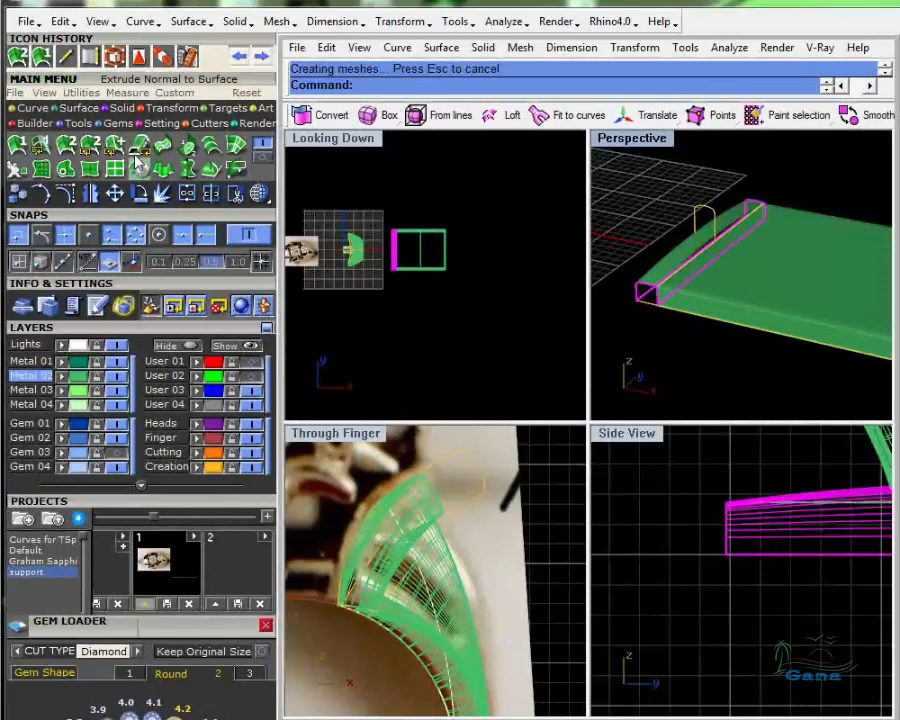 File Edit View Curve Surface Solid Mesh Dimension Transform Tools Analyze Render Rhino4.0 Help
ICON HISTORY
MAIN MENU Extrude Normal to Surface
File View Utilities Measure Custom Reset
Curve Surface Solid Transform Targets Art
Builder Tools Gems Setting Cutters Render
SNAPS
0.1 0.25 0.5 1.0
INFO & SETTINGS
LAYERS
Lights Hide Show
Metal 01 User 01
Metal 02 User 02
Metal 03 User 03
Metal 04 User 04
Gem 01 Heads
Gem 02 Finger
Gem 03 Cutting
Gem 04 Creation
PROJECTS
Curves for TSp
Default
Graham Sapphi
support
1 2
GEM LOADER
CUT TYPE Diamond Keep Original Size
Gem Shape 1 Round 2 3
3.9 4.0 4.1 4.2
File Edit View Curve Surface Solid Mesh Dimension Transform Tools Analyze Render V-Ray Help
Creating meshes... Press Esc to cancel
Command:
Convert Box From lines Loft Fit to curves Translate Points Paint selection Smooth
Looking Down
y
x
Perspective
z
y
x
Through Finger
x
Side View
z
y
Gana